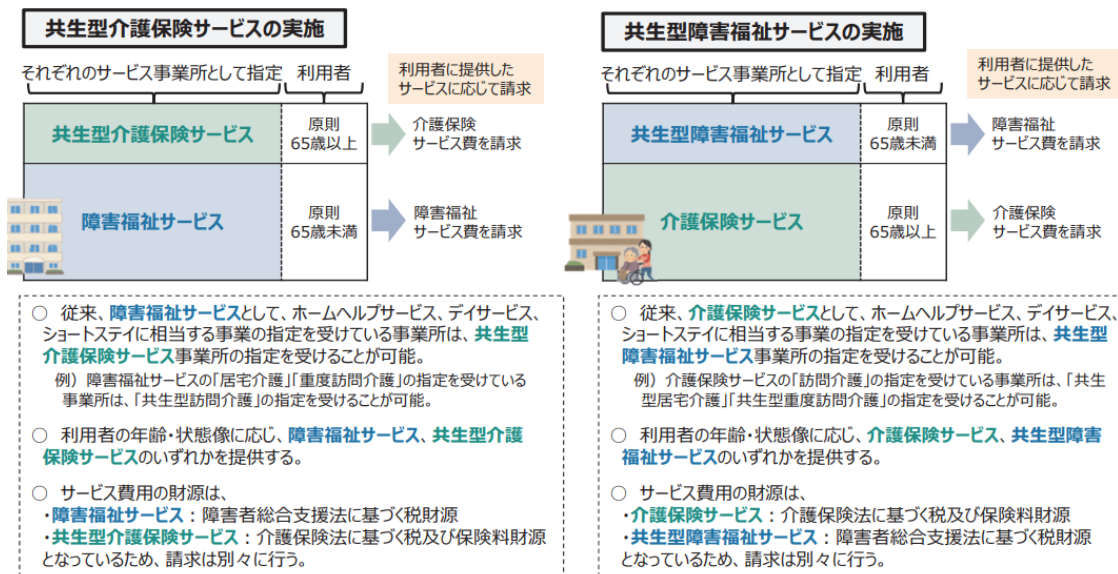 共生型介護保険サービスの実施
それぞれのサービス事業所として指定
利用者
利用者に提供した
サービスに応じて請求
共生型介護保険サービス
原則
65歳以上
介護保険
サービス費を請求
障害福祉サービス
原則
65歳未満
障害福祉
サービス費を請求
○ 従来、障害福祉サービスとして、ホームヘルプサービス、デイサービス、
ショートステイに相当する事業の指定を受けている事業所は、共生型
介護保険サービス事業所の指定を受けることが可能。
例）障害福祉サービスの「居宅介護」「重度訪問介護」の指定を受けている
事業所は、「共生型訪問介護」の指定を受けることが可能。
○ 利用者の年齢・状態像に応じ、障害福祉サービス、共生型介護
保険サービスのいずれかを提供する。
○ サービス費用の財源は、
・障害福祉サービス：障害者総合支援法に基づく税財源
・共生型介護保険サービス：介護保険法に基づく税及び保険料財源
となっているため、請求は別々に行う。
共生型障害福祉サービスの実施
それぞれのサービス事業所として指定
利用者
利用者に提供した
サービスに応じて請求
共生型障害福祉サービス
原則
65歳未満
障害福祉
サービス費を請求
介護保険サービス
原則
65歳以上
介護保険
サービス費を請求
○ 従来、介護保険サービスとして、ホームヘルプサービス、デイサービス、
ショートステイに相当する事業の指定を受けている事業所は、共生型
障害福祉サービス事業所の指定を受けることが可能。
例）介護保険サービスの「訪問介護」の指定を受けている事業所は、「共生
型居宅介護」「共生型重度訪問介護」の指定を受けることが可能。
○ 利用者の年齢・状態像に応じ、介護保険サービス、共生型障害
福祉サービスのいずれかを提供する。
○ サービス費用の財源は、
・介護保険サービス：介護保険法に基づく税及び保険料財源
・共生型障害福祉サービス：障害者総合支援法に基づく税財源
となっているため、請求は別々に行う。